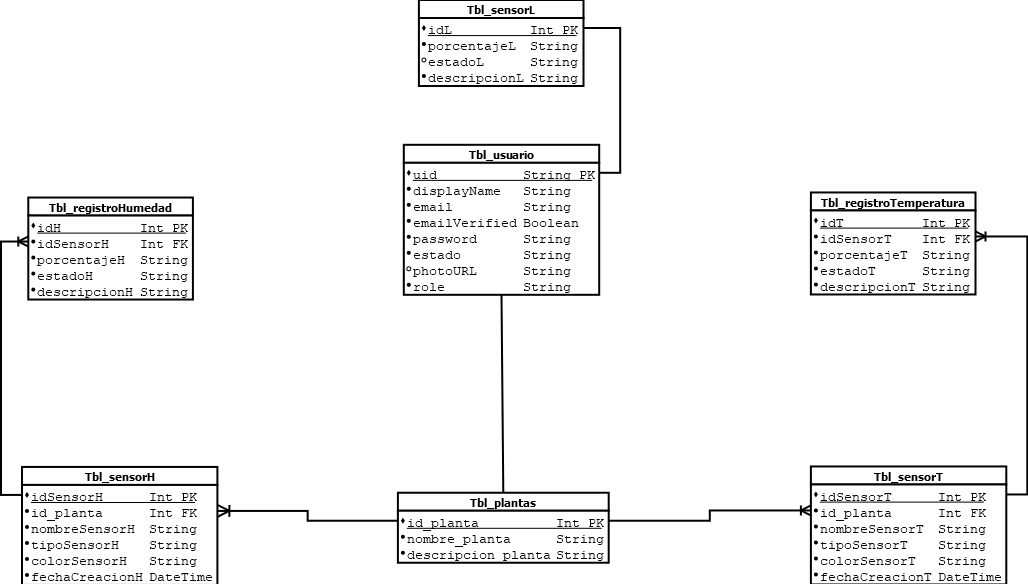 Tbl_sensorL
idL Int PK
porcentajeL String
estadoL String
descripcionL String
Tbl_usuario
uid String PK
displayName String
email String
emailVerified Boolean
password String
estado String
photoURL String
role String
Tbl_registroHumedad
idH Int PK
idSensorH Int FK
porcentajeH String
estadoH String
descripcionH String
Tbl_registroTemperatura
idT Int PK
idSensorT Int FK
porcentajeT String
estadoT String
descripcionT String
Tbl_sensorH
idSensorH Int PK
id_planta Int FK
nombreSensorH String
tipoSensorH String
colorSensorH String
fechaCreacionH DateTime
Tbl_plantas
id_planta Int PK
nombre_planta String
descripcion_planta String
Tbl_sensorT
idSensorT Int PK
id_planta Int FK
nombreSensorT String
tipoSensorT String
colorSensorT String
fechaCreacionT DateTime